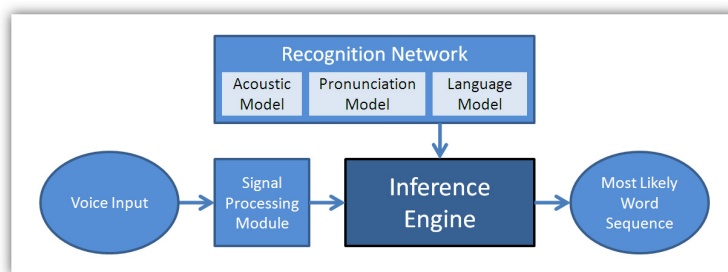 Recognition Network
Acoustic
Model
Pronunciation
Model
Language
Model
Voice Input
Signal
Processing
Module
Inference
Engine
Most Likely
Word
Sequence